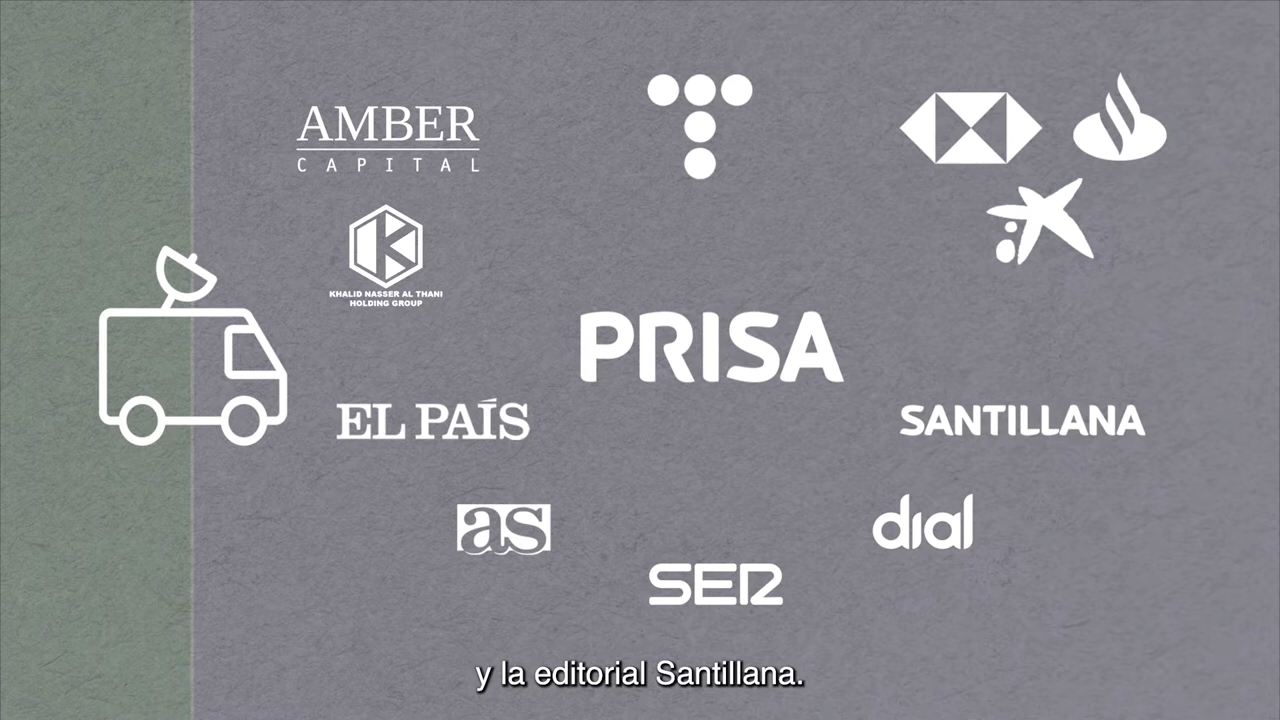 AMBER
CAPITAL
KHALID NASSER AL THANI
HOLDING GROUP
PRISA
EL PAÍS
SANTILLANA
as
dial
SER
y la editorial Santillana.